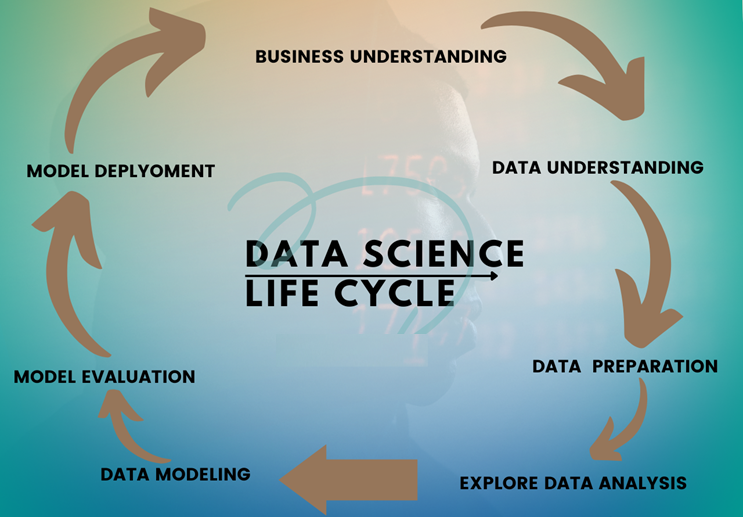 BUSINESS UNDERSTANDING
DATA UNDERSTANDING
DATA PREPARATION
EXPLORE DATA ANALYSIS
DATA MODELING
MODEL EVALUATION
MODEL DEPLYOMENT
DATA SCIENCE
LIFE CYCLE